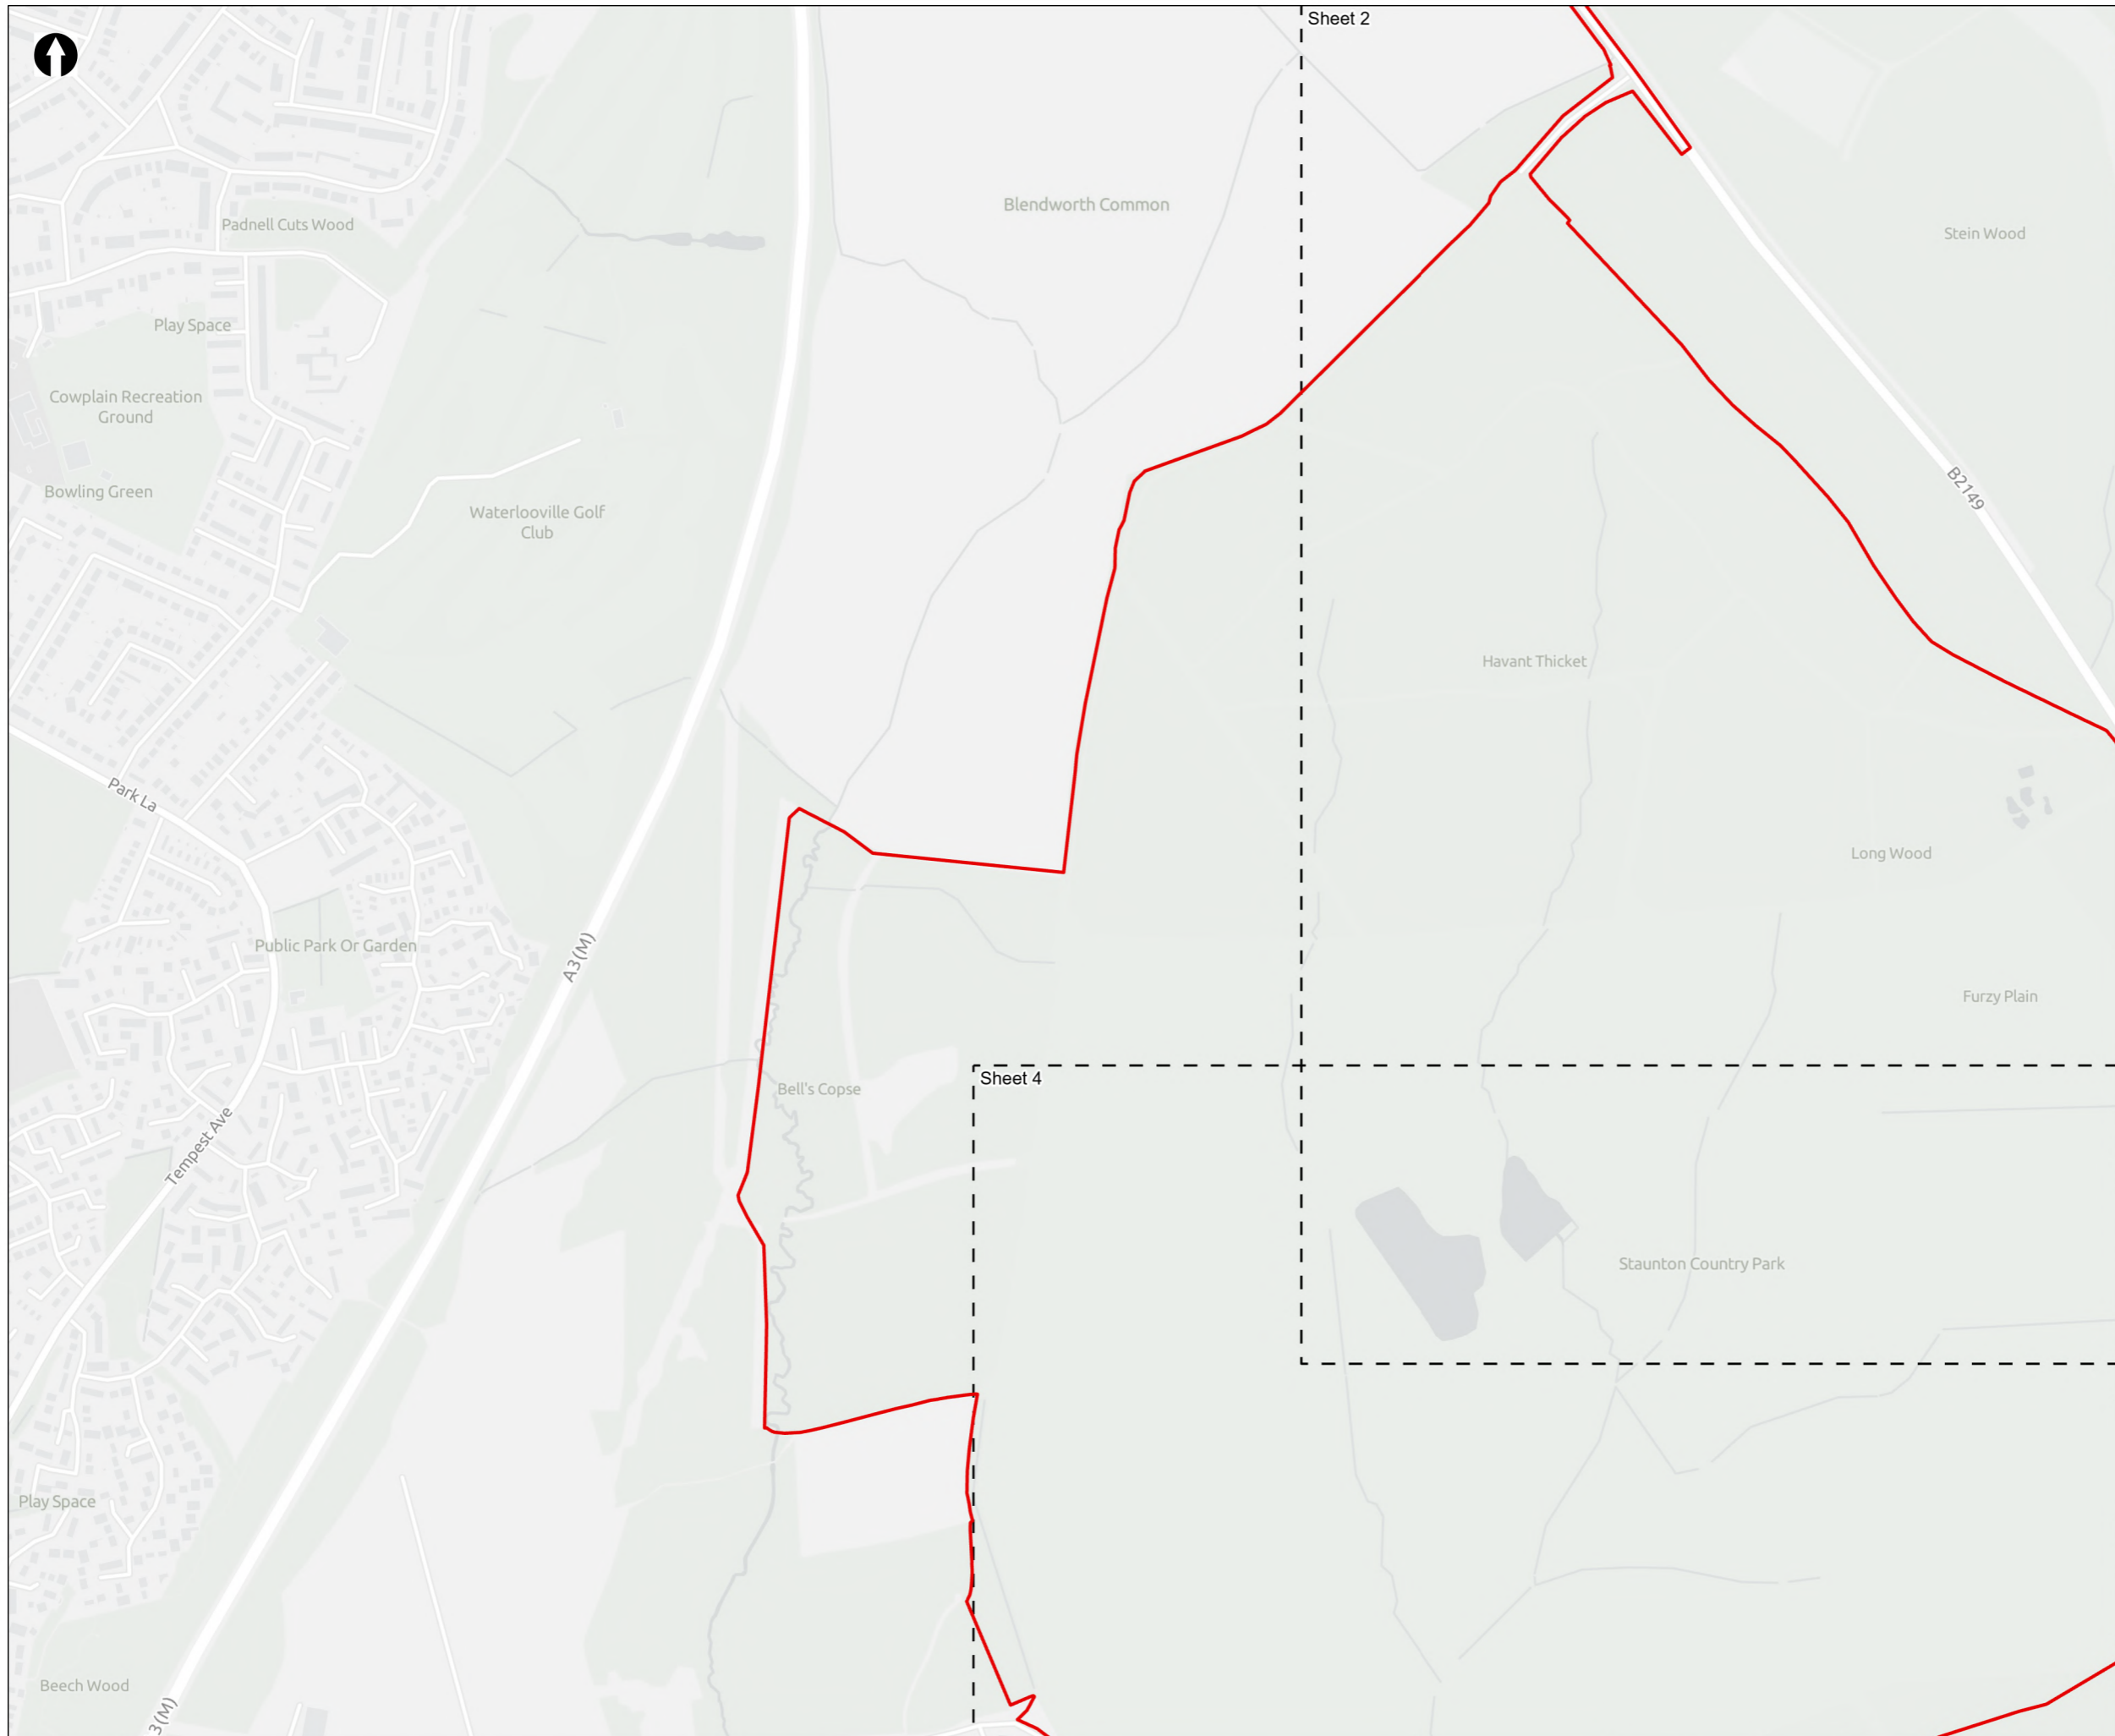 Sheet 2
Blendworth Common
Padnell Cuts Wood
Stein Wood
Play Space
Cowplain Recreation
Ground
Bowling Green
Waterlooville Golf
Club
B2149
Havant Thicket
Park La
Long Wood
Public Park Or Garden
A3(M)
Furzy Plain
Sheet 4
Bell's Copse
Tempest Ave
Staunton Country Park
Play Space
Beech Wood
3(M)